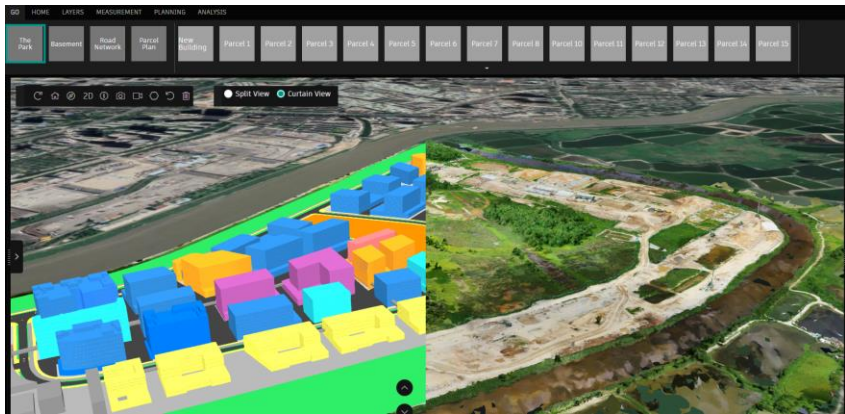 GO HOME LAYERS MEASUREMENT PLANNING ANALYSIS
The Park
Basement
Road Network
Parcel Plan
New Building
Parcel 1
Parcel 2
Parcel 3
Parcel 4
Parcel 5
Parcel 6
Parcel 7
Parcel 8
Parcel 10
Parcel 11
Parcel 12
Parcel 13
Parcel 14
Parcel 15
2D
Split View Curtain View